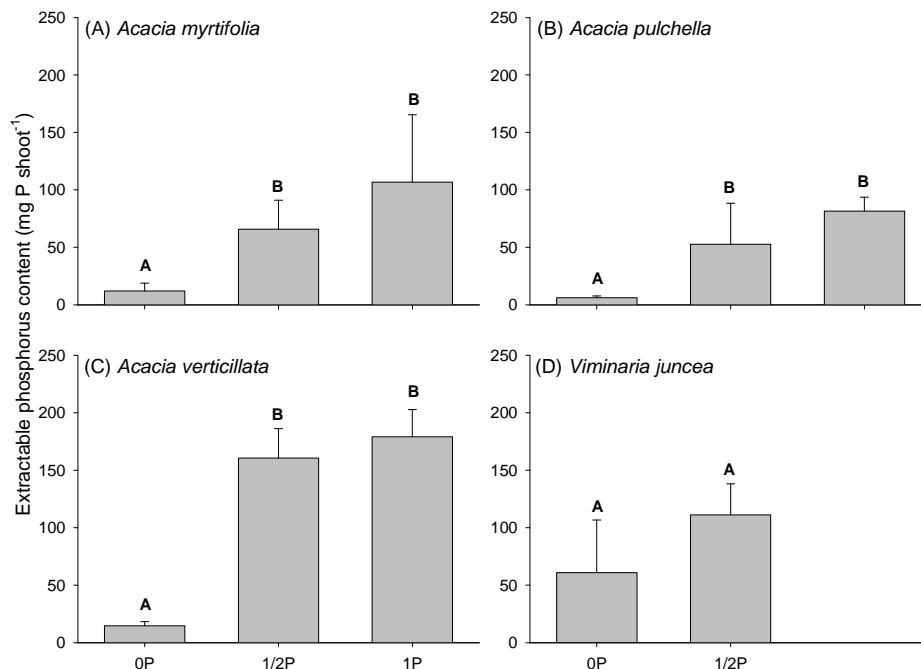 250
(A) Acacia myrtifolia
B
200
150
B
100
50
A
0
250
(B) Acacia pulchella
200
150
B
B
100
50
A
0
Extractable phosphorus content (mg P shoot⁻¹)
250
(C) Acacia verticillata
B
B
200
150
100
50
A
0
0P 1/2P 1P
250
(D) Viminaria juncea
200
150
A
A
100
50
0
0P 1/2P